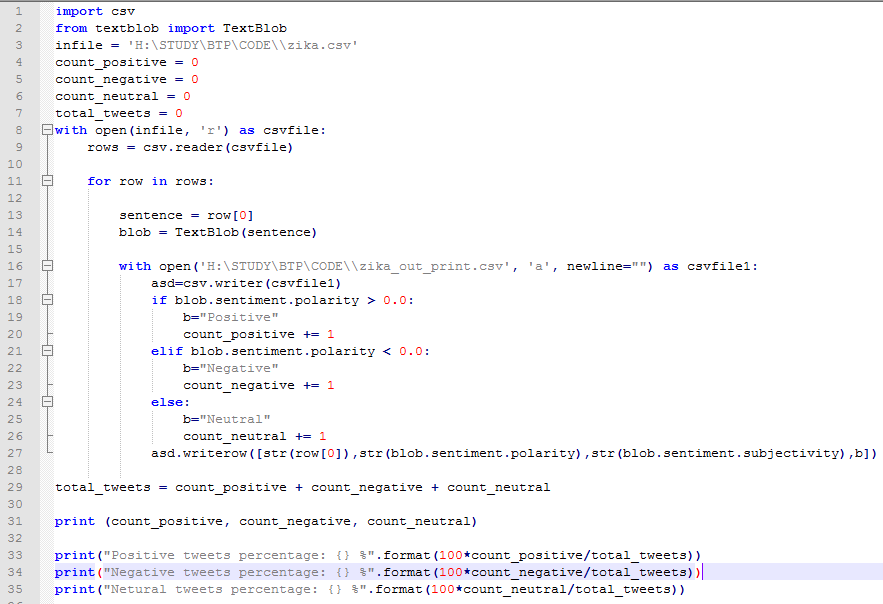 1 import csv
2 from textblob import TextBlob
3 infile = 'H:\STUDY\BTP\CODE\\zika.csv'
4 count_positive = 0
5 count_negative = 0
6 count_neutral = 0
7 total_tweets = 0
8 with open(infile, 'r') as csvfile:
9     rows = csv.reader(csvfile)
10
11     for row in rows:
12
13         sentence = row[0]
14         blob = TextBlob(sentence)
15
16         with open('H:\STUDY\BTP\CODE\\zika_out_print.csv', 'a', newline="") as csvfile1:
17             asd=csv.writer(csvfile1)
18             if blob.sentiment.polarity > 0.0:
19                 b="Positive"
20                 count_positive += 1
21             elif blob.sentiment.polarity < 0.0:
22                 b="Negative"
23                 count_negative += 1
24             else:
25                 b="Neutral"
26                 count_neutral += 1
27             asd.writerow([str(row[0]),str(blob.sentiment.polarity),str(blob.sentiment.subjectivity),b])
28
29 total_tweets = count_positive + count_negative + count_neutral
30
31 print (count_positive, count_negative, count_neutral)
32
33 print("Positive tweets percentage: {} %".format(100*count_positive/total_tweets))
34 print("Negative tweets percentage: {} %".format(100*count_negative/total_tweets))
35 print("Netural tweets percentage: {} %".format(100*count_neutral/total_tweets))